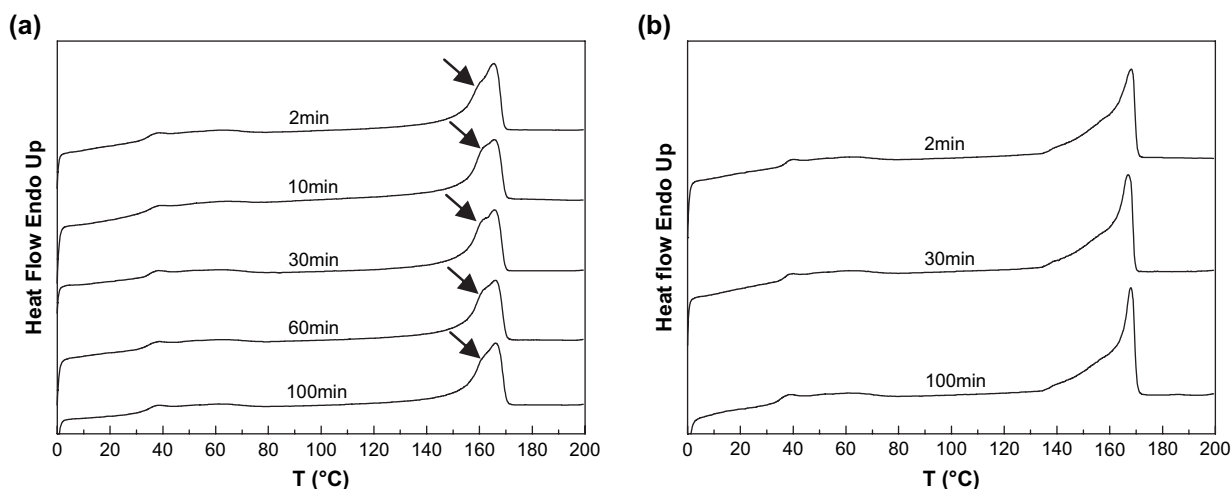 (a)
Heat Flow Endo Up
2min
10min
30min
60min
100min
0 20 40 60 80 100 120 140 160 180 200
T (°C)
(b)
Heat flow Endo Up
2min
30min
100min
0 20 40 60 80 100 120 140 160 180 200
T (°C)